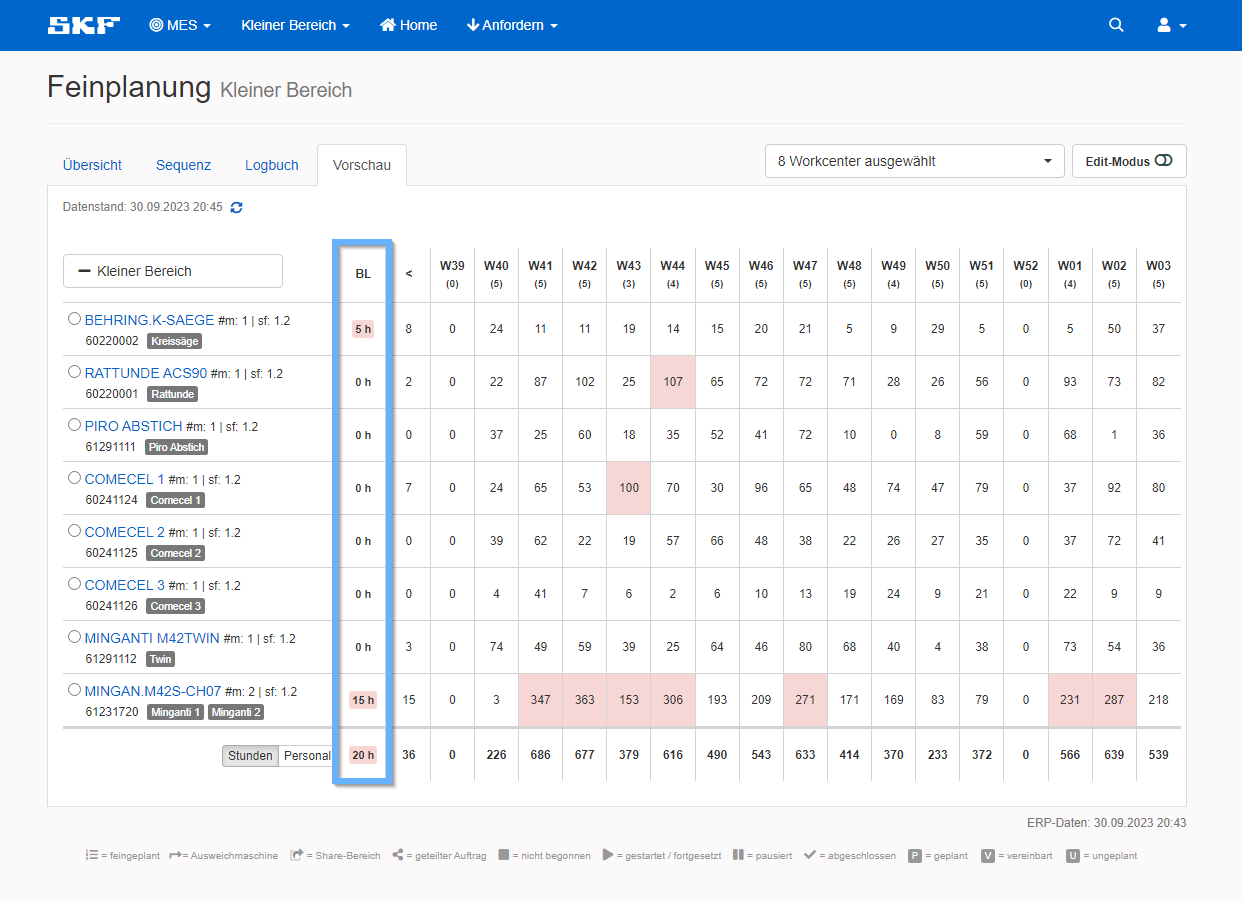 SKF MES Kleiner Bereich Home Anfordern
Feinplanung Kleiner Bereich
Übersicht Sequenz Logbuch Vorschau 8 Workcenter ausgewählt Edit-Modus
Datenstand: 30.09.2023 20:45
Kleiner Bereich BL < W39 W40 W41 W42 W43 W44 W45 W46 W47 W48 W49 W50 W51 W52 W01 W02 W03
(0) (5) (5) (5) (3) (4) (5) (5) (5) (5) (4) (5) (5) (0) (4) (5) (5)
BEHRING.K-SAEGE #m: 1 | sf: 1.2 5 h 8 0 24 11 11 19 14 15 20 21 5 9 29 5 0 5 50 37
60220002 Kreissäge
RATTUNDE ACS90 #m: 1 | sf: 1.2 0 h 2 0 22 87 102 25 107 65 72 72 71 28 26 56 0 93 73 82
60220001 Rattunde
PIRO ABSTICH #m: 1 | sf: 1.2 0 h 0 0 37 25 60 18 35 52 41 72 10 0 8 59 0 68 1 36
61291111 Piro Abstich
COMECEL 1 #m: 1 | sf: 1.2 0 h 7 0 24 65 53 100 70 30 96 65 48 74 47 79 0 37 92 80
60241124 Comecel 1
COMECEL 2 #m: 1 | sf: 1.2 0 h 0 0 39 62 22 19 57 66 48 38 22 26 27 35 0 37 72 41
60241125 Comecel 2
COMECEL 3 #m: 1 | sf: 1.2 0 h 0 0 4 41 7 6 2 6 10 13 19 24 9 21 0 22 9 9
60241126 Comecel 3
MINGANTI M42TWIN #m: 1 | sf: 1.2 0 h 3 0 74 49 59 39 25 64 46 80 68 40 4 38 0 73 54 36
61291112 Twin
MINGAN.M42S-CH07 #m: 2 | sf: 1.2 15 h 15 0 3 347 363 153 306 193 209 271 171 169 83 79 0 231 287 218
61231720 Minganti 1 Minganti 2
Stunden Personal 20 h 36 0 226 686 677 379 616 490 543 633 414 370 233 372 0 566 639 539
ERP-Daten: 30.09.2023 20:43
= feingeplant = Ausweichmaschine = Share-Bereich = geteilter Auftrag = nicht begonnen = gestartet / fortgesetzt = pausiert = abgeschlossen P = geplant V = vereinbart U = ungeplant